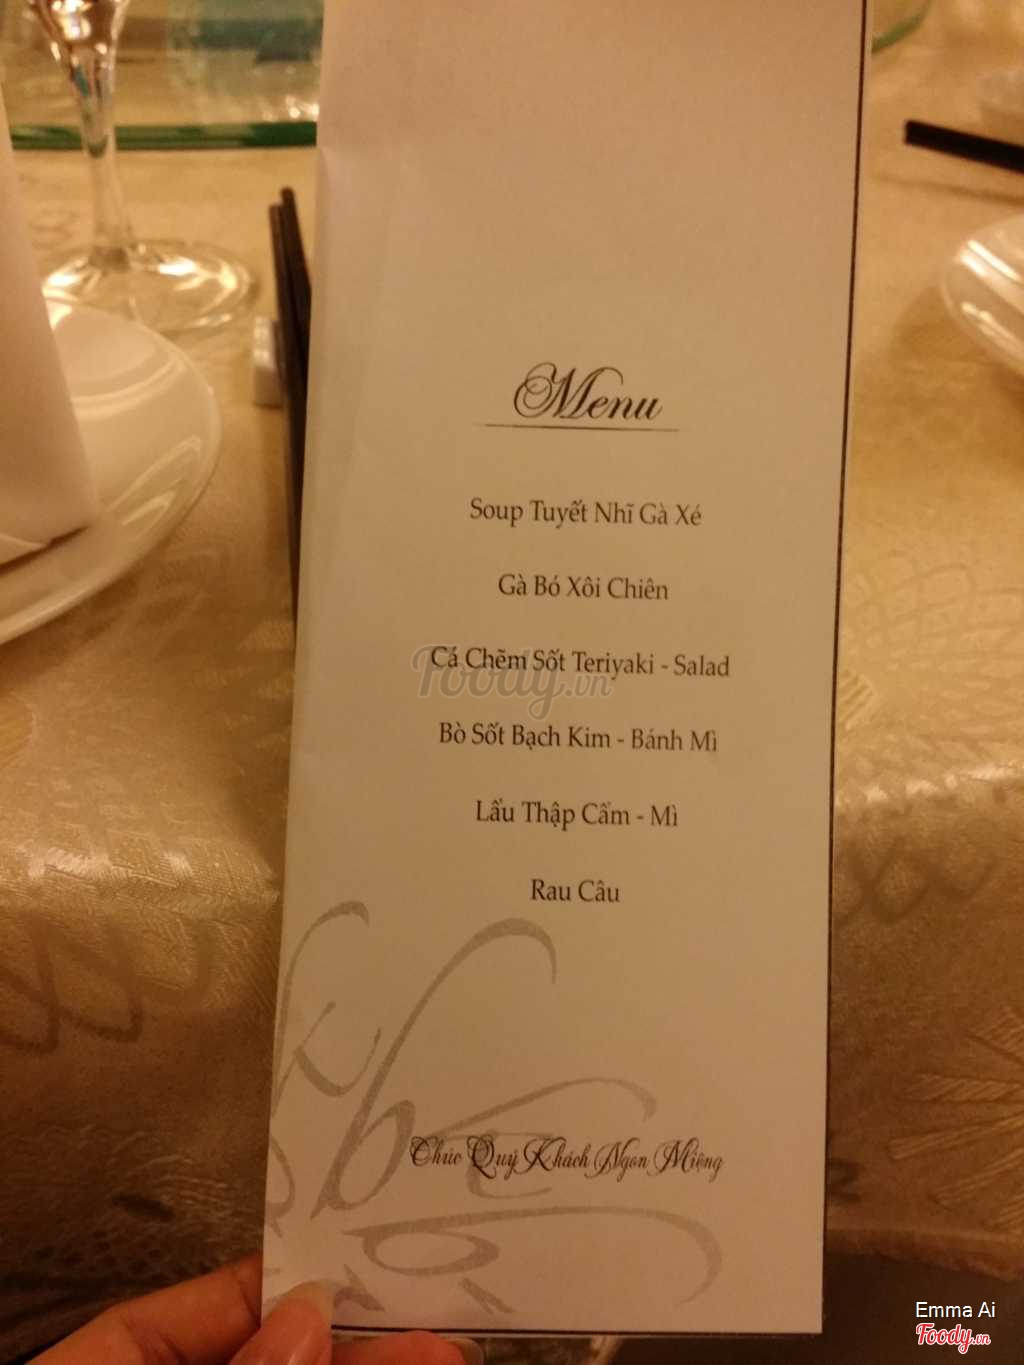 Menu
Soup Tuyết Nhĩ Gà Xé
Gà Bó Xôi Chiên
Cá Chẽm Sốt Teriyaki - Salad
Foody.vn
Bò Sốt Bạch Kim - Bánh Mì
Lẩu Thập Cẩm - Mì
Rau Câu
Chúc Quý Khách Ngon Miệng
Emma Ai
Foody.vn